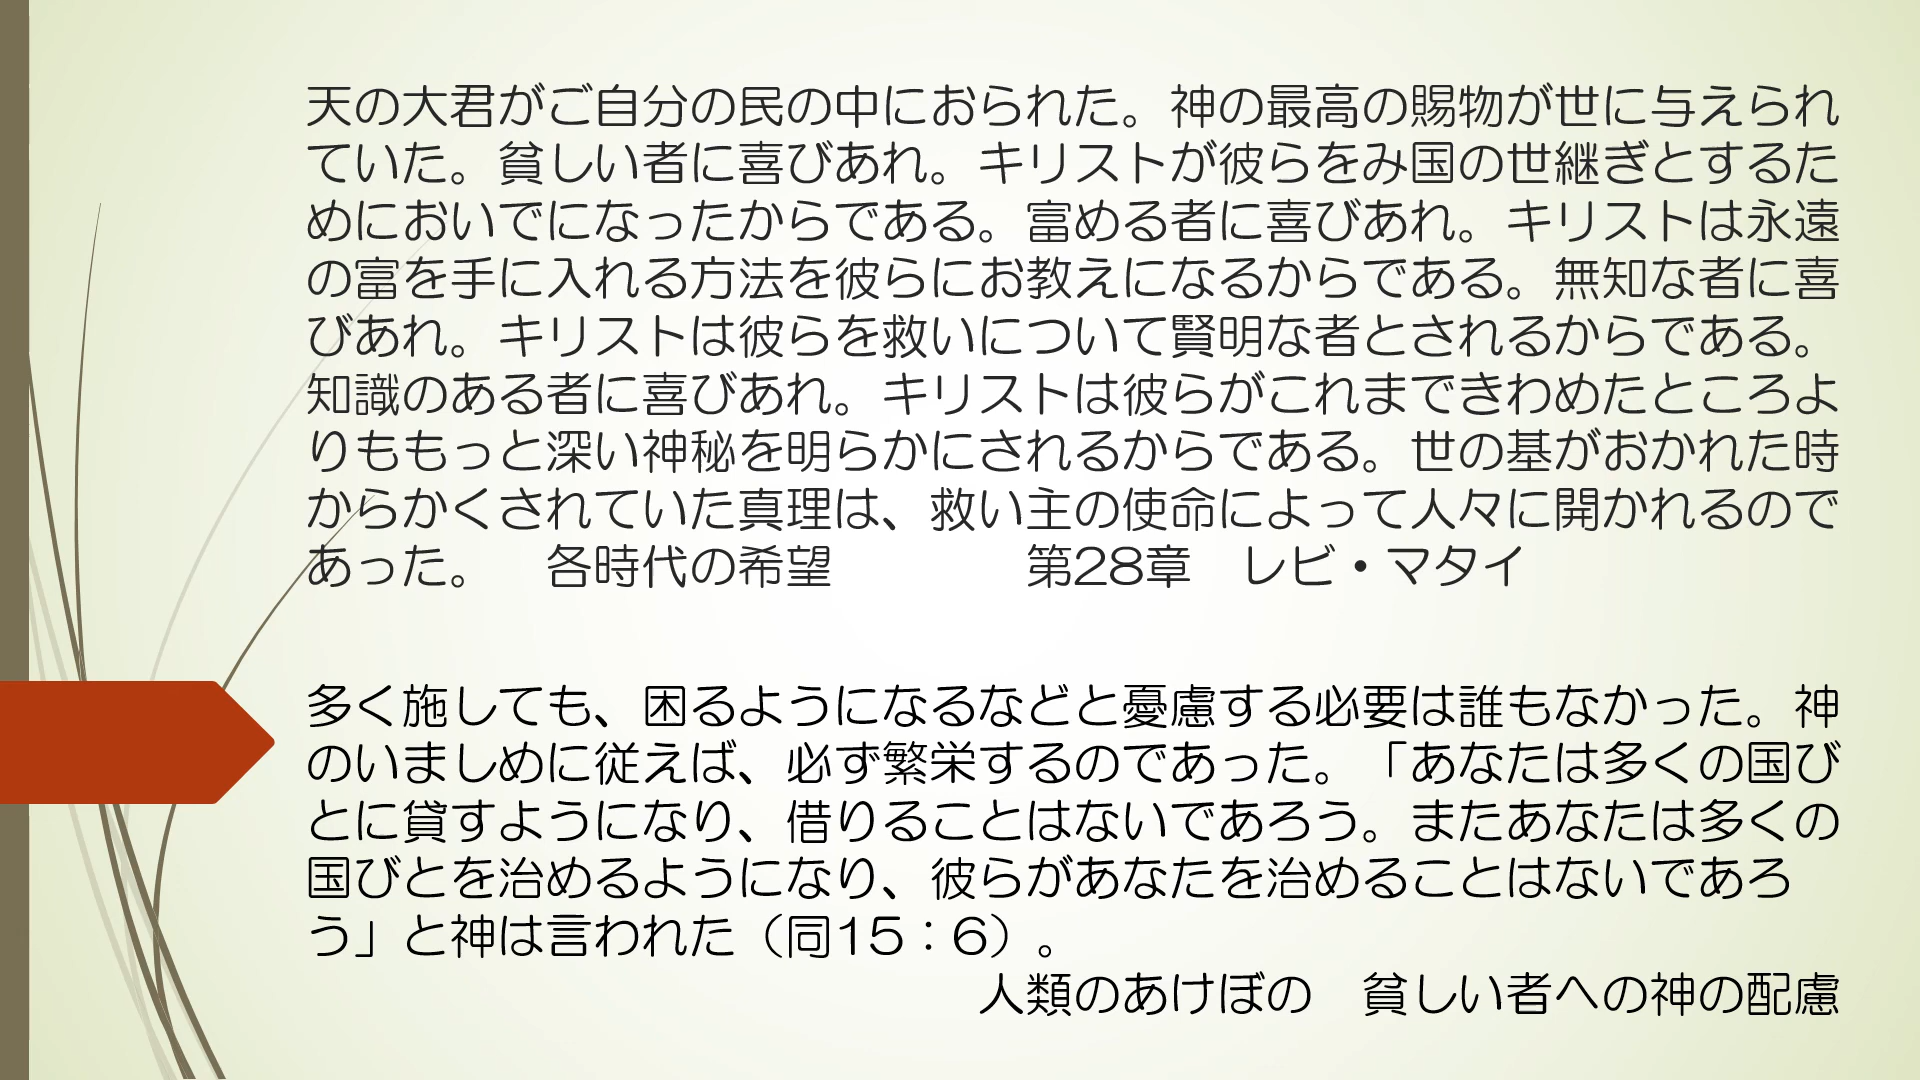 天の大君がご自分の民の中におられた。神の最高の賜物が世に与えられ
ていた。貧しい者に喜びあれ。キリストが彼らをみ国の世継ぎとするた
めにおいでになったからである。富める者に喜びあれ。キリストは永遠
の富を手に入れる方法を彼らにお教えになるからである。無知な者に喜
びあれ。キリストは彼らを救いについて賢明な者とされるからである。
知識のある者に喜びあれ。キリストは彼らがこれまできわめたところよ
りももっと深い神秘を明らかにされるからである。世の基がおかれた時
からかくされていた真理は、救い主の使命によって人々に開かれるので
あった。　各時代の希望　　　　第28章　レビ・マタイ
多く施しても、困るようになるなどと憂慮する必要は誰もなかった。神
のいましめに従えば、必ず繁栄するのであった。「あなたは多くの国び
とに貸すようになり、借りることはないであろう。またあなたは多くの
国びとを治めるようになり、彼らがあなたを治めることはないであろ
う」と神は言われた（同15：6）。
人類のあけぼの　貧しい者への神の配慮